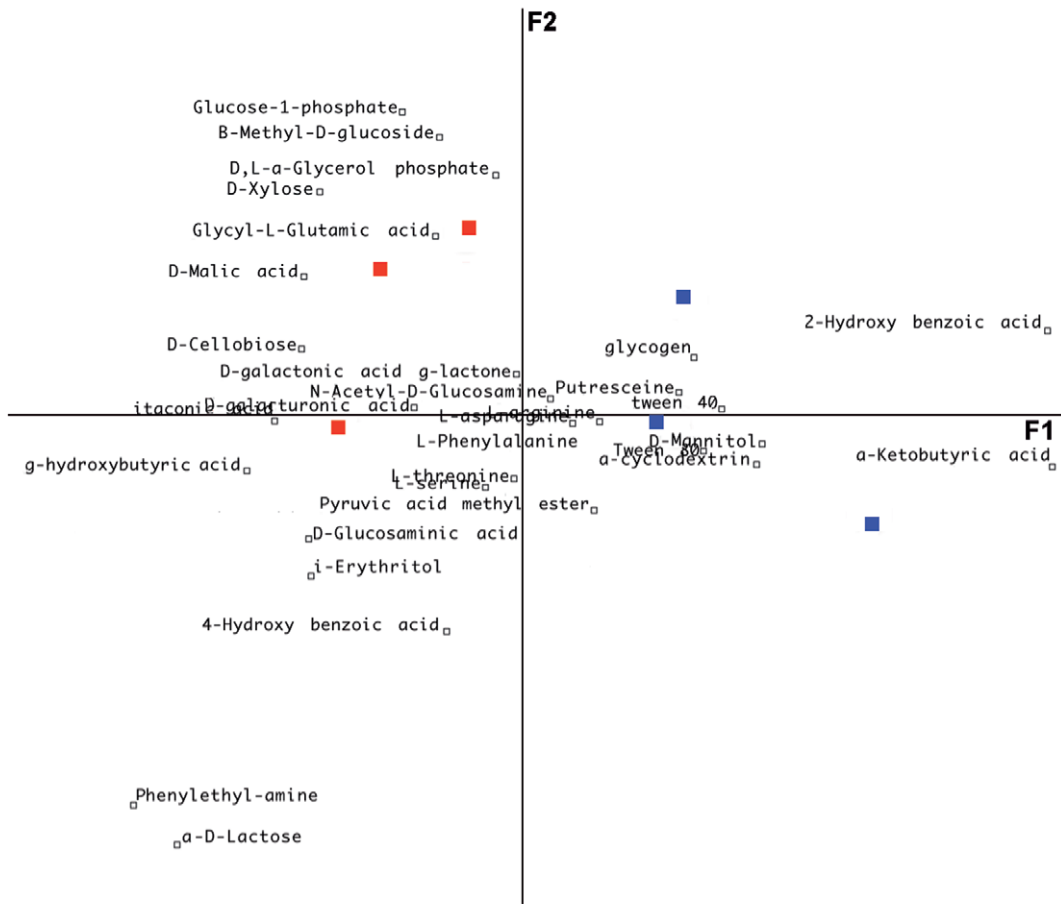 F2
Glucose-1-phosphate
B-Methyl-D-glucoside
D,L-a-Glycerol phosphate
D-Xylose
Glycyl-L-Glutamic acid
D-Malic acid
2-Hydroxy benzoic acid
D-Cellobiose
glycogen
D-galactonic acid g-lactone
N-Acetyl-D-Glucosamine
Putresceine
itaconic acid
D-galacturonic acid
tween 40
L-asparagine
L-arginine
F1
L-Phenylalanine
D-Mannitol
Tween 80
a-cyclodextrin
a-Ketobutyric acid
g-hydroxybutyric acid
L-threonine
L-serine
Pyruvic acid methyl ester
D-Glucosaminic acid
i-Erythritol
4-Hydroxy benzoic acid
Phenylethyl-amine
a-D-Lactose